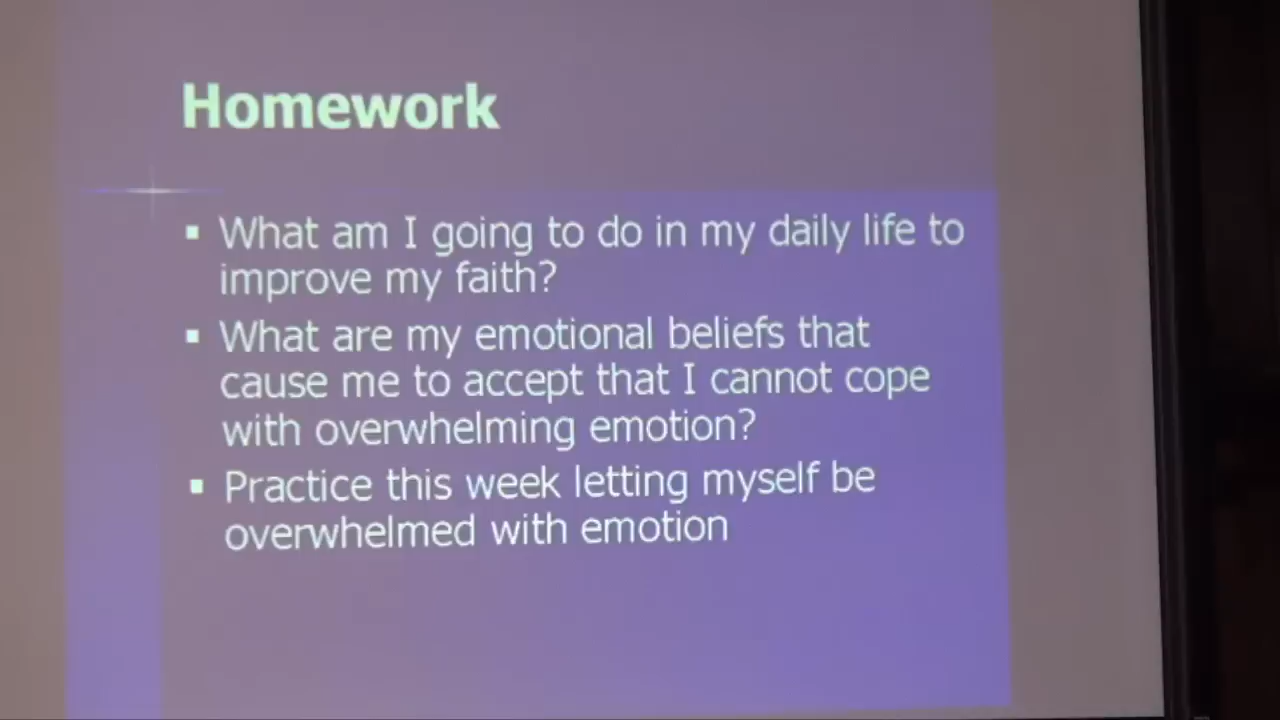 Homework
▪ What am I going to do in my daily life to
improve my faith?
▪ What are my emotional beliefs that
cause me to accept that I cannot cope
with overwhelming emotion?
▪ Practice this week letting myself be
overwhelmed with emotion